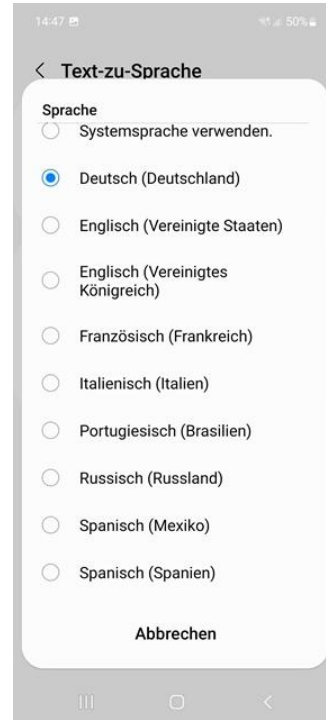 14:47 50%
Text-zu-Sprache
Sprache
Systemsprache verwenden.
Deutsch (Deutschland)
Englisch (Vereinigte Staaten)
Englisch (Vereinigtes
Königreich)
Französisch (Frankreich)
Italienisch (Italien)
Portugiesisch (Brasilien)
Russisch (Russland)
Spanisch (Mexiko)
Spanisch (Spanien)
Abbrechen